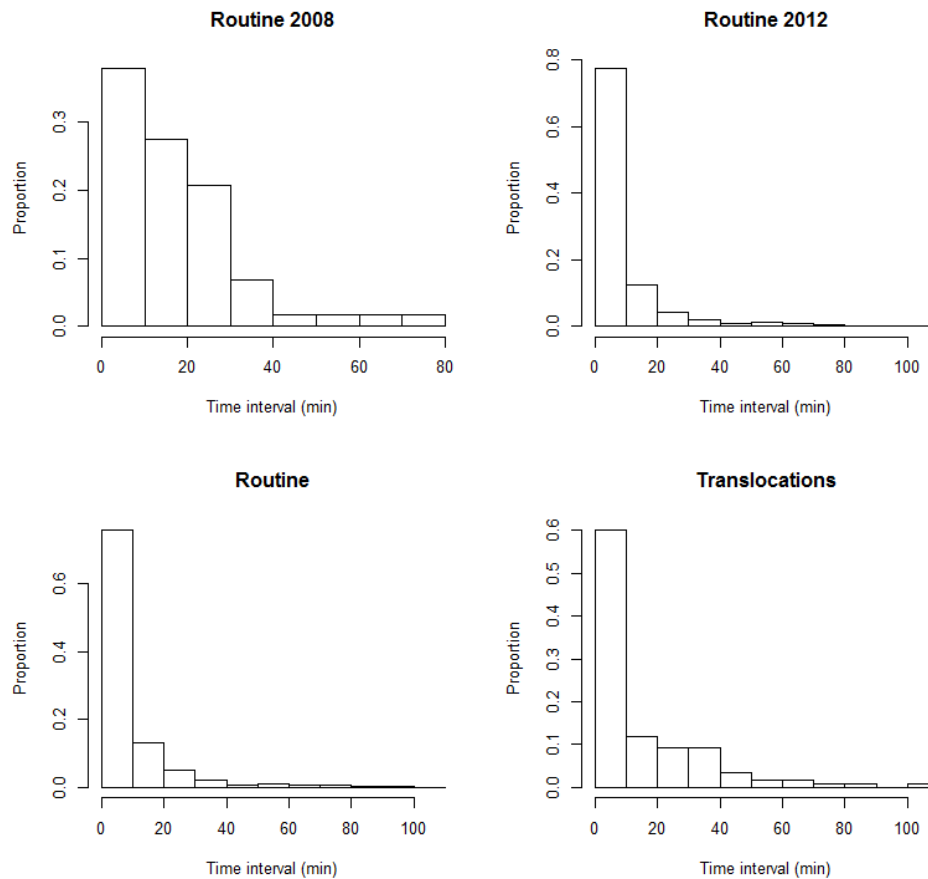 Routine 2008
Proportion
0.0 0.1 0.2 0.3
0 20 40 60 80
Time interval (min)
Routine 2012
Proportion
0.0 0.2 0.4 0.6 0.8
0 20 40 60 80 100
Time interval (min)
Routine
Proportion
0.0 0.2 0.4 0.6
0 20 40 60 80 100
Time interval (min)
Translocations
Proportion
0.0 0.1 0.2 0.3 0.4 0.5 0.6
0 20 40 60 80 100
Time interval (min)